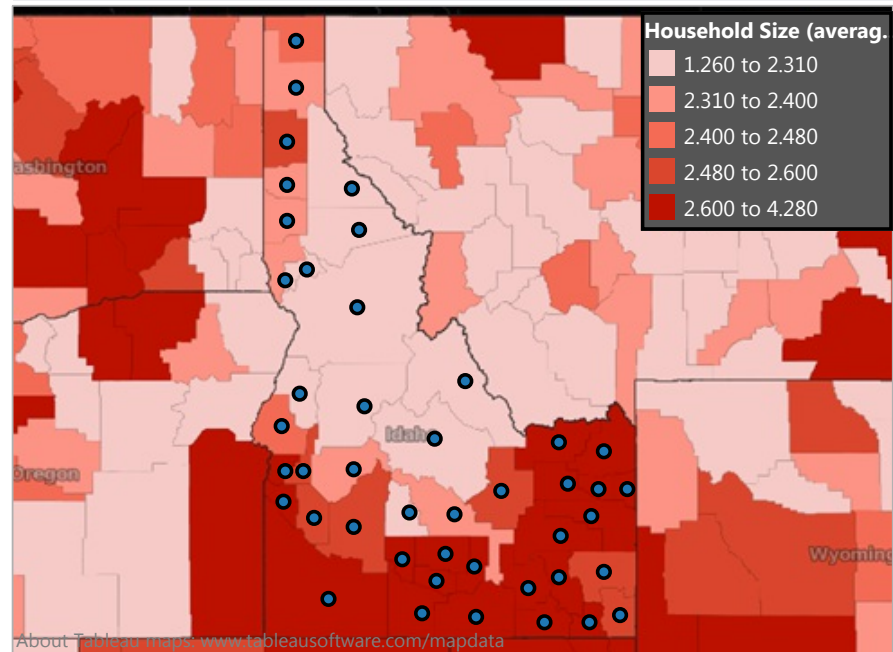 Household Size (averag.
1.260 to 2.310
2.310 to 2.400
2.400 to 2.480
2.480 to 2.600
2.600 to 4.280
ashington
Idaho
Oregon
Wyoming
About Tableau maps: www.tableausoftware.com/mapdata